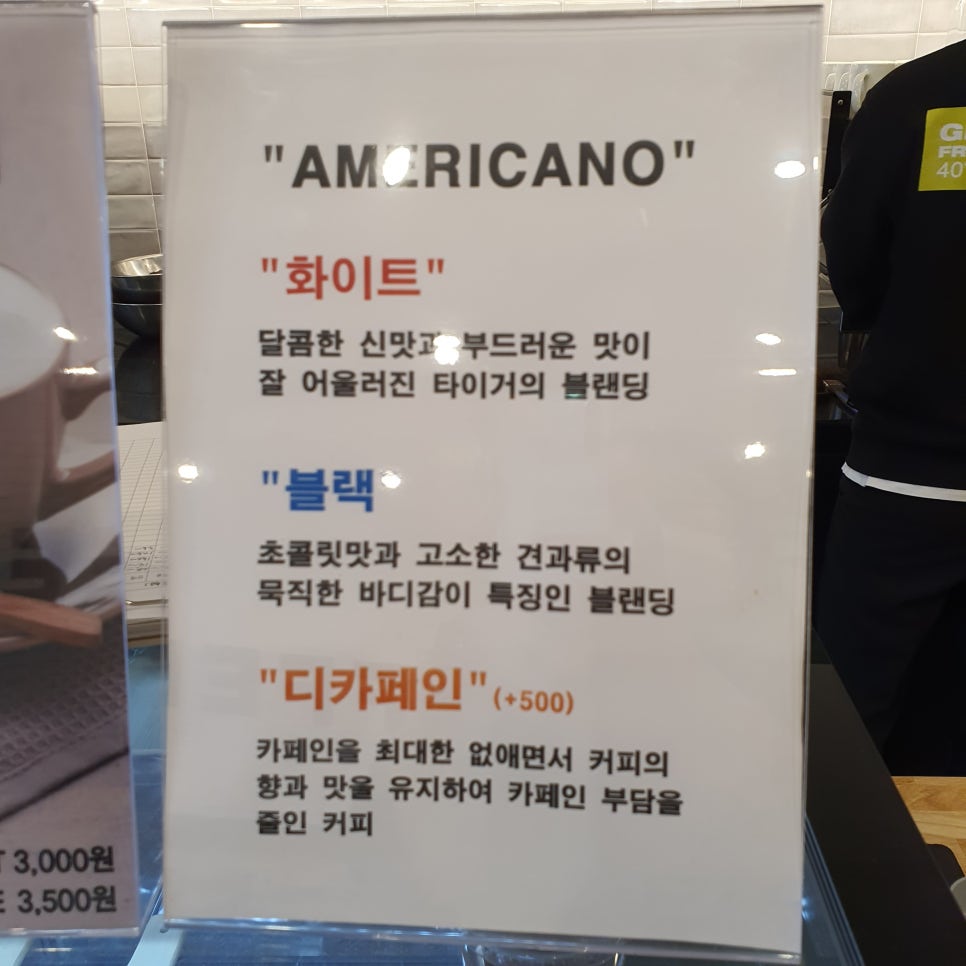 "AMERICANO"
"화이트"
달콤한 신맛과 부드러운 맛이
잘 어울러진 타이거의 블랜딩
"블랙"
초콜릿맛과 고소한 견과류의
묵직한 바디감이 특징인 블랜딩
"디카페인" (+500)
카페인을 최대한 없애면서 커피의
향과 맛을 유지하여 카페인 부담을
줄인 커피
3,000원
3,500원
40